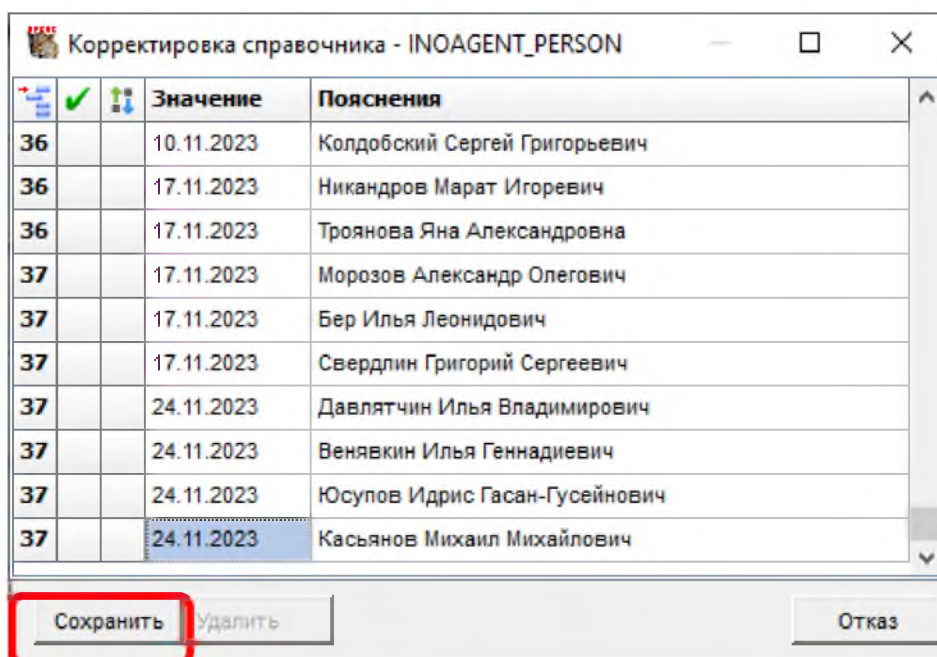 Корректировка справочника - INOAGENT_PERSON
Значение Пояснения
36 10.11.2023 Колдобский Сергей Григорьевич
36 17.11.2023 Никандров Марат Игоревич
36 17.11.2023 Троянова Яна Александровна
37 17.11.2023 Морозов Александр Олегович
37 17.11.2023 Бер Илья Леонидович
37 17.11.2023 Свердлин Григорий Сергеевич
37 24.11.2023 Давлятчин Илья Владимирович
37 24.11.2023 Венявкин Илья Геннадиевич
37 24.11.2023 Юсупов Идрис Гасан-Гусейнович
37 24.11.2023 Касьянов Михаил Михайлович
Сохранить Удалить Отказ